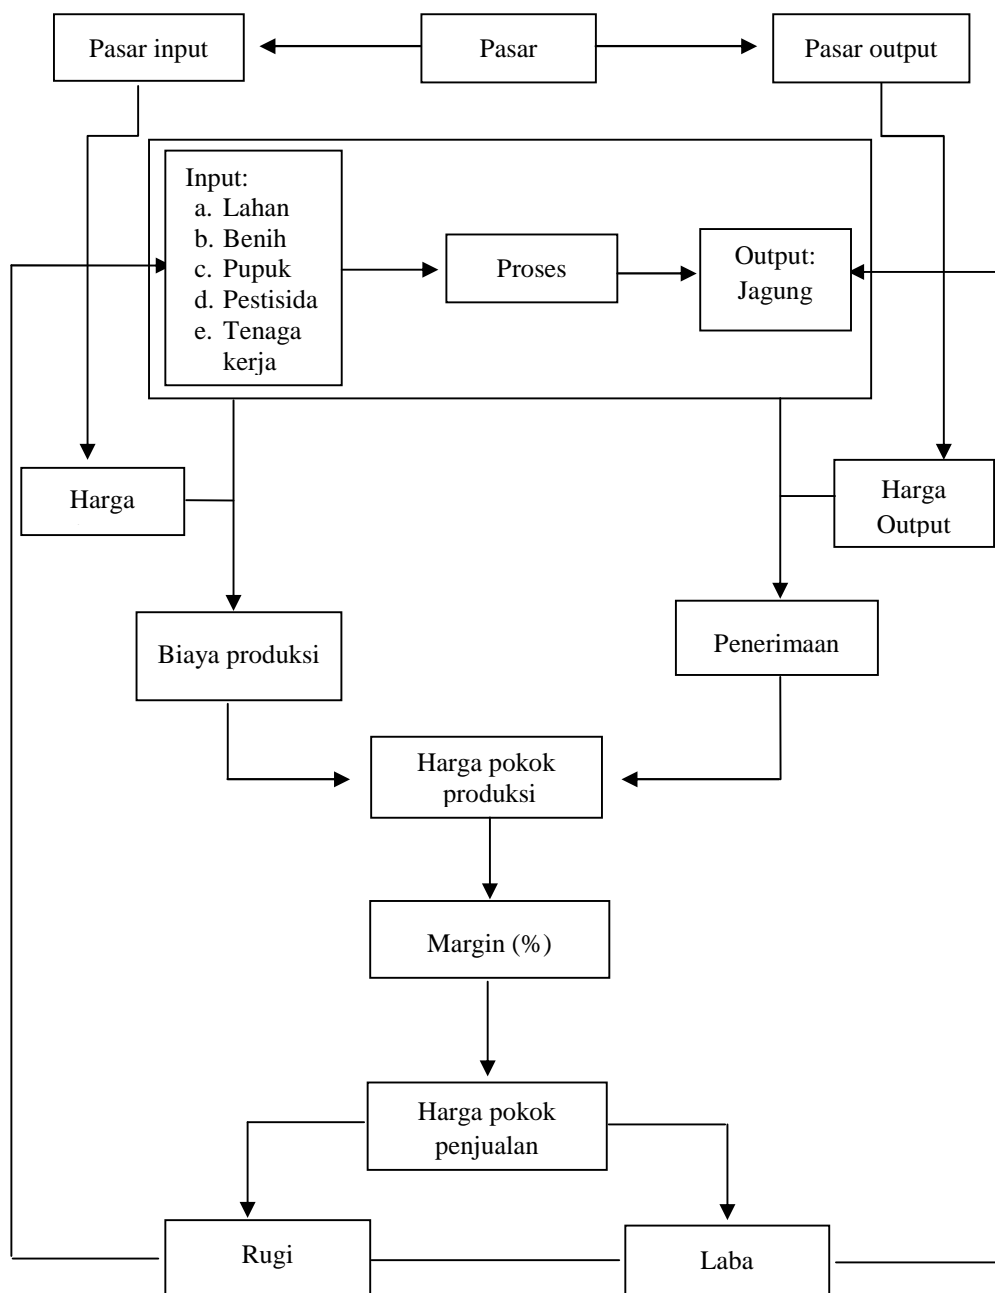 Pasar input
Pasar
Pasar output
Input:
a. Lahan
b. Benih
c. Pupuk
d. Pestisida
e. Tenaga
kerja
Proses
Output:
Jagung
Harga
Harga
Output
Biaya produksi
Penerimaan
Harga pokok
produksi
Margin (%)
Harga pokok
penjualan
Rugi
Laba